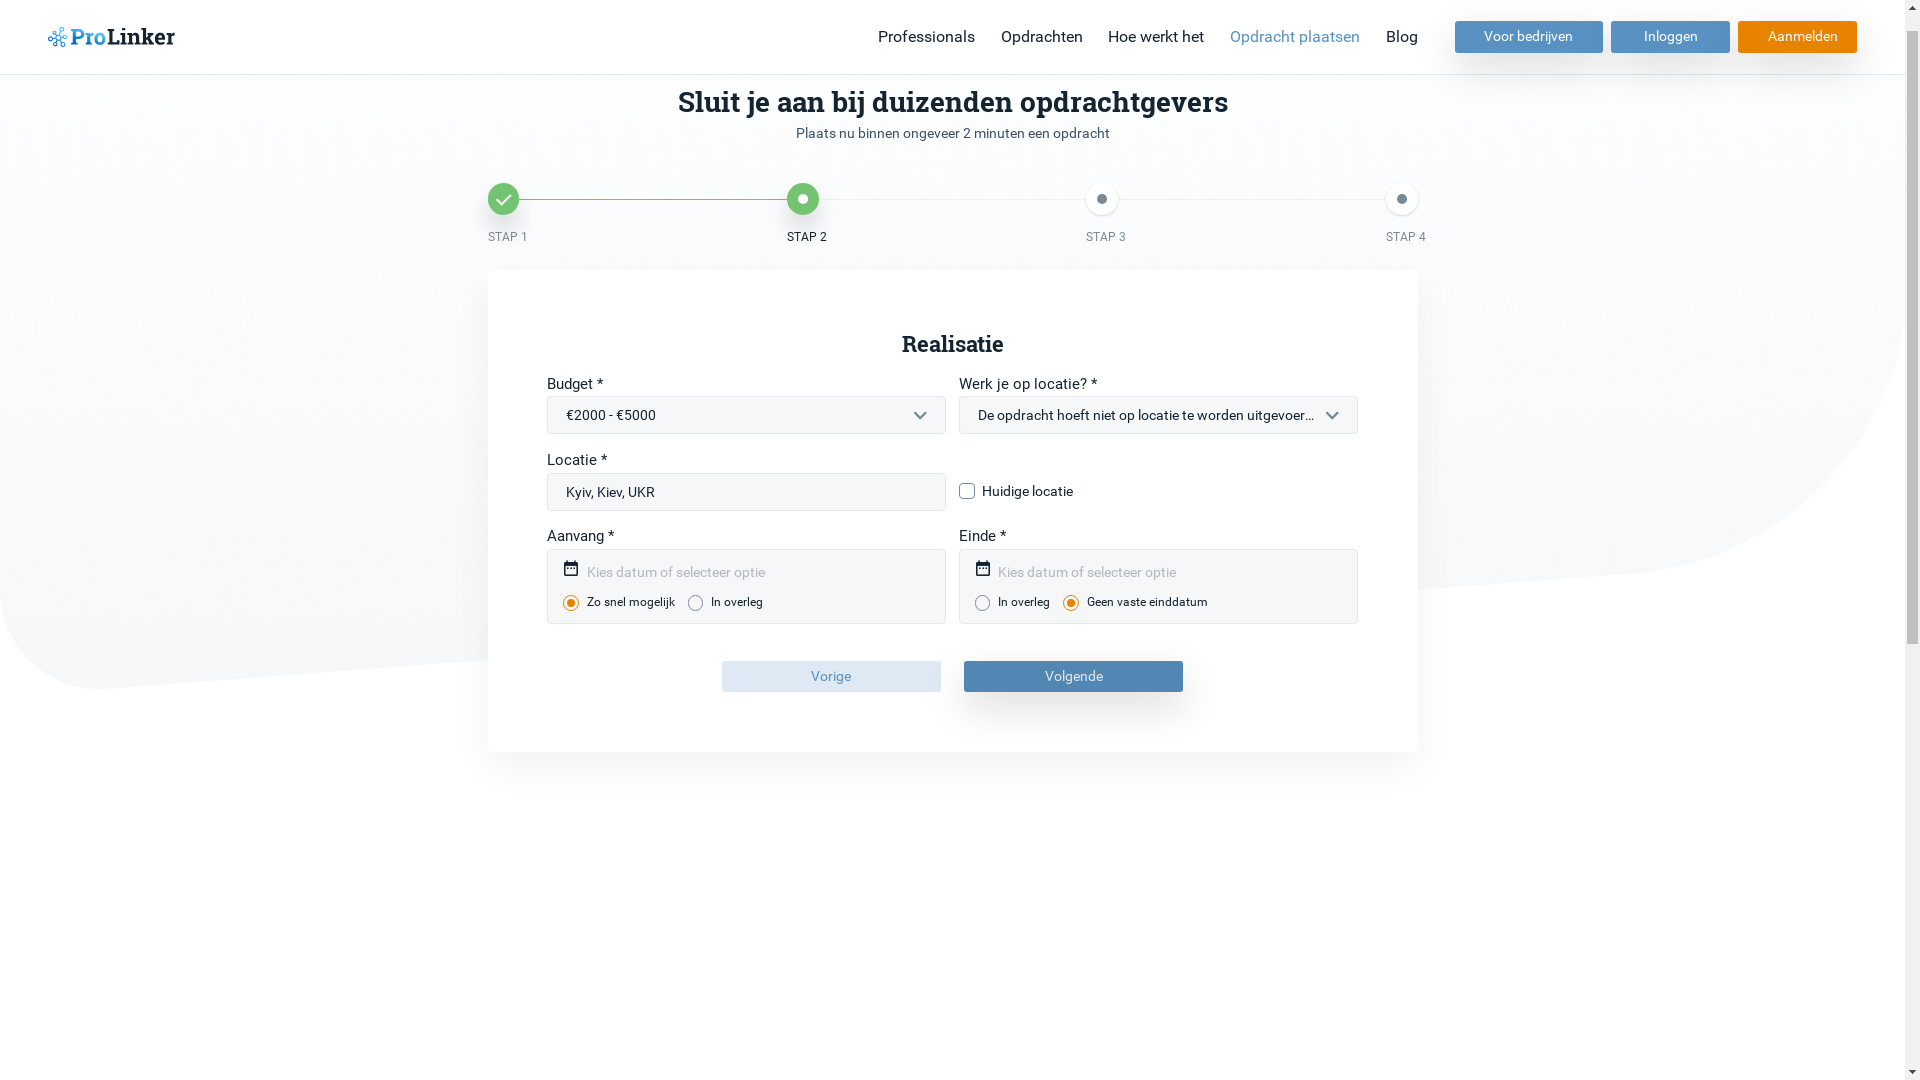 ProLinker
Professionals Opdrachten Hoe werkt het Opdracht plaatsen Blog Voor bedrijven Inloggen Aanmelden
Sluit je aan bij duizenden opdrachtgevers
Plaats nu binnen ongeveer 2 minuten een opdracht
STAP 1 STAP 2 STAP 3 STAP 4
Realisatie
Budget * Werk je op locatie? *
€2000 - €5000 De opdracht hoeft niet op locatie te worden uitgevoer...
Locatie *
Kyiv, Kiev, UKR Huidige locatie
Aanvang * Einde *
Kies datum of selecteer optie Kies datum of selecteer optie
Zo snel mogelijk In overleg In overleg Geen vaste einddatum
Vorige Volgende